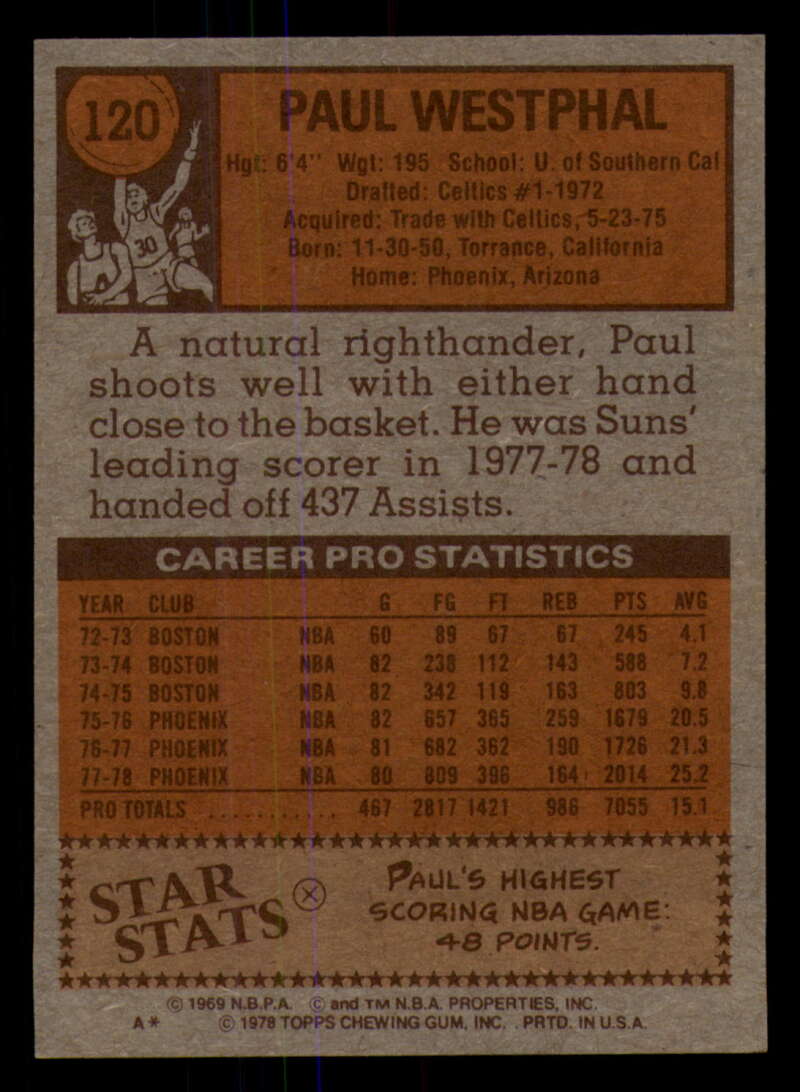 120
PAUL WESTPHAL
Hgt: 6'4" Wgt: 195 School: U. of Southern Cal
Drafted: Celtics #1-1972
Acquired: Trade with Celtics, 5-23-75
Born: 11-30-50, Torrance, California
Home: Phoenix, Arizona
30
A natural righthander, Paul
shoots well with either hand
close to the basket. He was Suns'
leading scorer in 1977-78 and
handed off 437 Assists.
CAREER PRO STATISTICS
YEAR CLUB G FG FT REB PTS AVG
72-73 BOSTON NBA 60 89 67 67 245 4.1
73-74 BOSTON NBA 82 238 112 143 588 7.2
74-75 BOSTON NBA 82 342 119 163 803 9.8
75-76 PHOENIX NBA 82 657 365 259 1679 20.5
76-77 PHOENIX NBA 81 682 362 190 1726 21.3
77-78 PHOENIX NBA 80 809 396 164 2014 25.2
PRO TOTALS ............ 467 2817 1421 986 7055 15.1
STAR
STATS
PAUL'S HIGHEST
SCORING NBA GAME:
48 POINTS.
© 1969 N.B.P.A. © and TM N.B.A. PROPERTIES, INC.
A* © 1978 TOPPS CHEWING GUM, INC. PRTD. IN U.S.A.